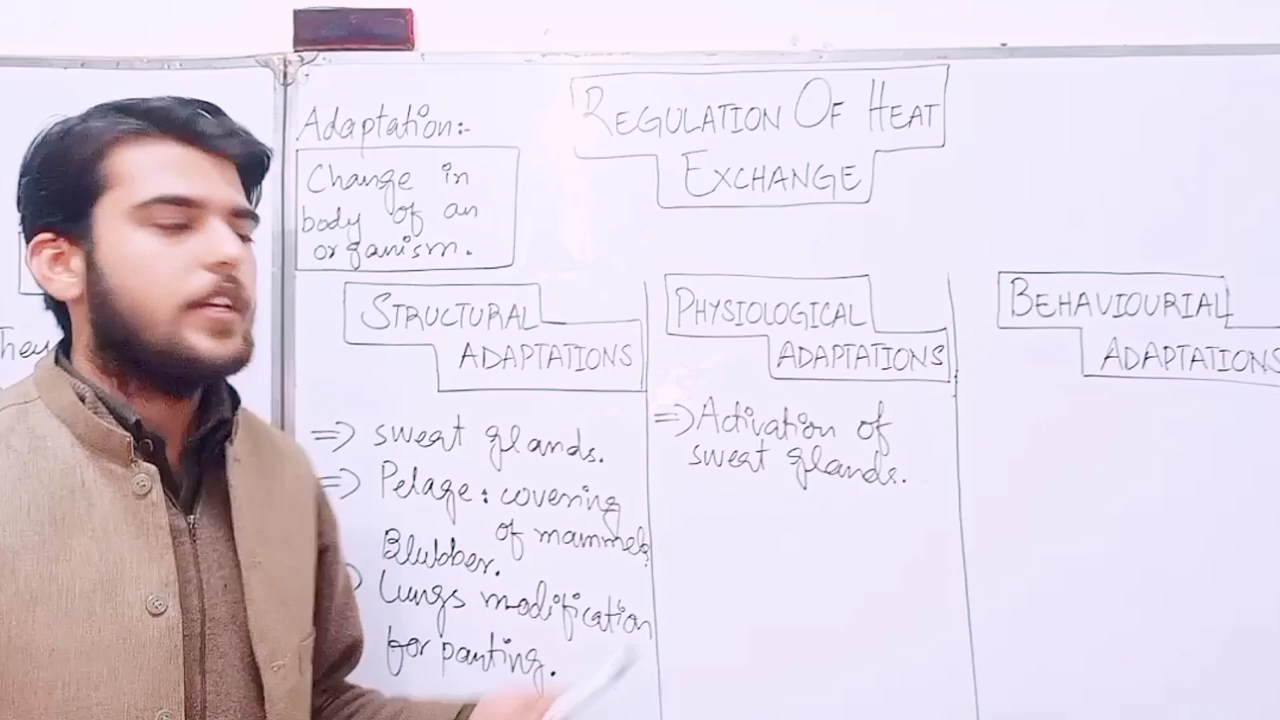 REGULATION OF HEAT
EXCHANGE
Adaptation:-
Change in
body of an
organism.
STRUCTURAL
ADAPTATIONS
=> sweat glands.
=> Pelage: covering
of mammels
Blubber.
Lungs modification
for panting.
PHYSIOLOGICAL
ADAPTATIONS
=> Activation of
sweat glands.
BEHAVIOURIAL
ADAPTATIONS